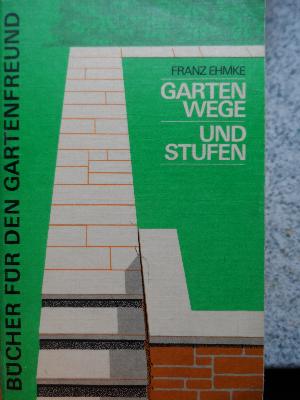 BÜCHER FÜR DEN GARTENFREUND
FRANZ EHMKE
GARTEN
WEGE
UND
STUFEN